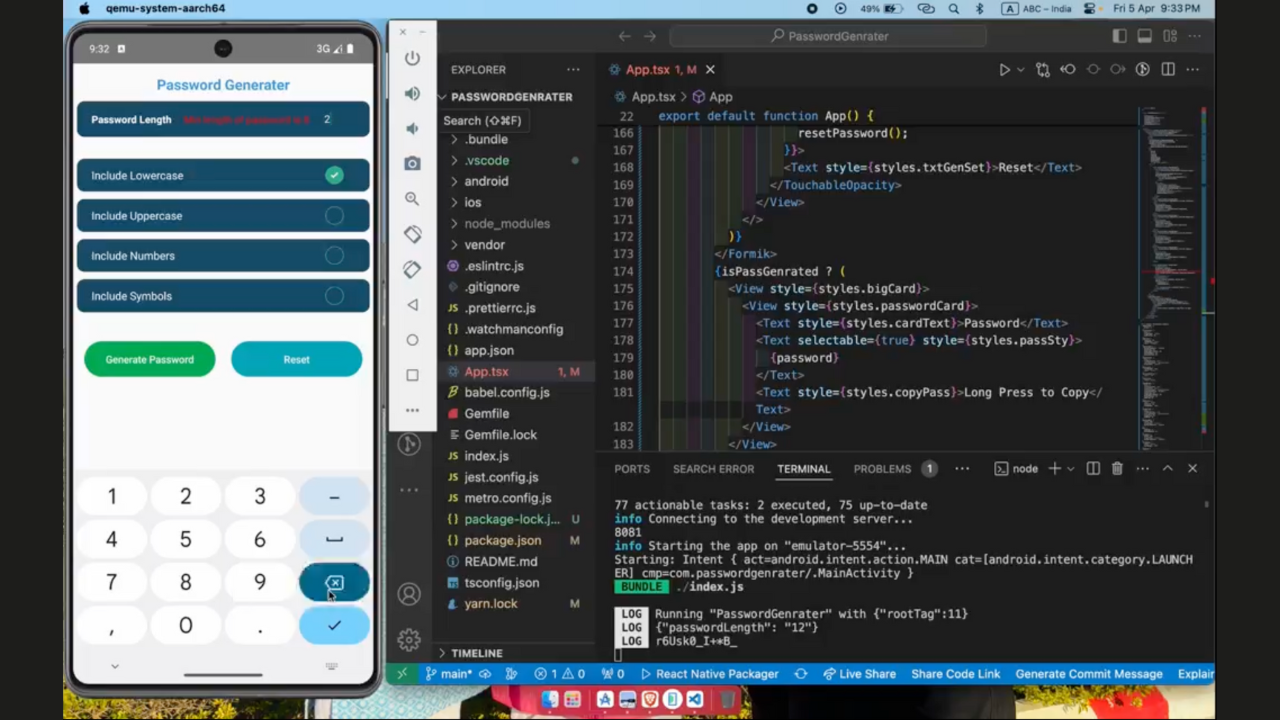 qemu-system-aarch64
49%
A ABC – India
Fri 5 Apr 9:33 PM
9:32
3G
Password Generater
Password Length
2
Include Lowercase
Include Uppercase
Include Numbers
Include Symbols
Generate Password
Reset
1 2 3 –
4 5 6
7 8 9
, 0 .
PasswordGenrater
EXPLORER
PASSWORDGENRATER
Search (⇧⌘F)
.bundle
.vscode
android
ios
node_modules
vendor
.eslintrc.js
.gitignore
.prettierrc.js
.watchmanconfig
app.json
App.tsx 1, M
babel.config.js
Gemfile
Gemfile.lock
index.js
jest.config.js
metro.config.js
package-lock.j... U
package.json M
README.md
tsconfig.json
yarn.lock M
TIMELINE
App.tsx 1, M
App.tsx > App
22 export default function App() {
166 resetPassword();
167 }}>
168 <Text style={styles.txtGenSet}>Reset</Text>
169 </TouchableOpacity>
170 </View>
171 </>
172 )}
173 </Formik>
174 {isPassGenrated ? (
175 <View style={styles.bigCard}>
176 <View style={styles.passwordCard}>
177 <Text style={styles.cardText}>Password</Text>
178 <Text selectable={true} style={styles.passSty}>
179 {password}
180 </Text>
181 <Text style={styles.copyPass}>Long Press to Copy</
Text>
182 </View>
183 </View>
PORTS SEARCH ERROR TERMINAL PROBLEMS 1
node
77 actionable tasks: 2 executed, 75 up-to-date
info Connecting to the development server...
8081
info Starting the app on "emulator-5554"...
Starting: Intent { act=android.intent.action.MAIN cat=[android.intent.category.LAUNCH
ER] cmp=com.passwordgenrater/.MainActivity }
BUNDLE ./index.js
LOG Running "PasswordGenrater" with {"rootTag":11}
LOG {"passwordLength": "12"}
LOG r6Usk0_I+*B_
main* 1 0 0 React Native Packager Live Share Share Code Link Generate Commit Message Explai